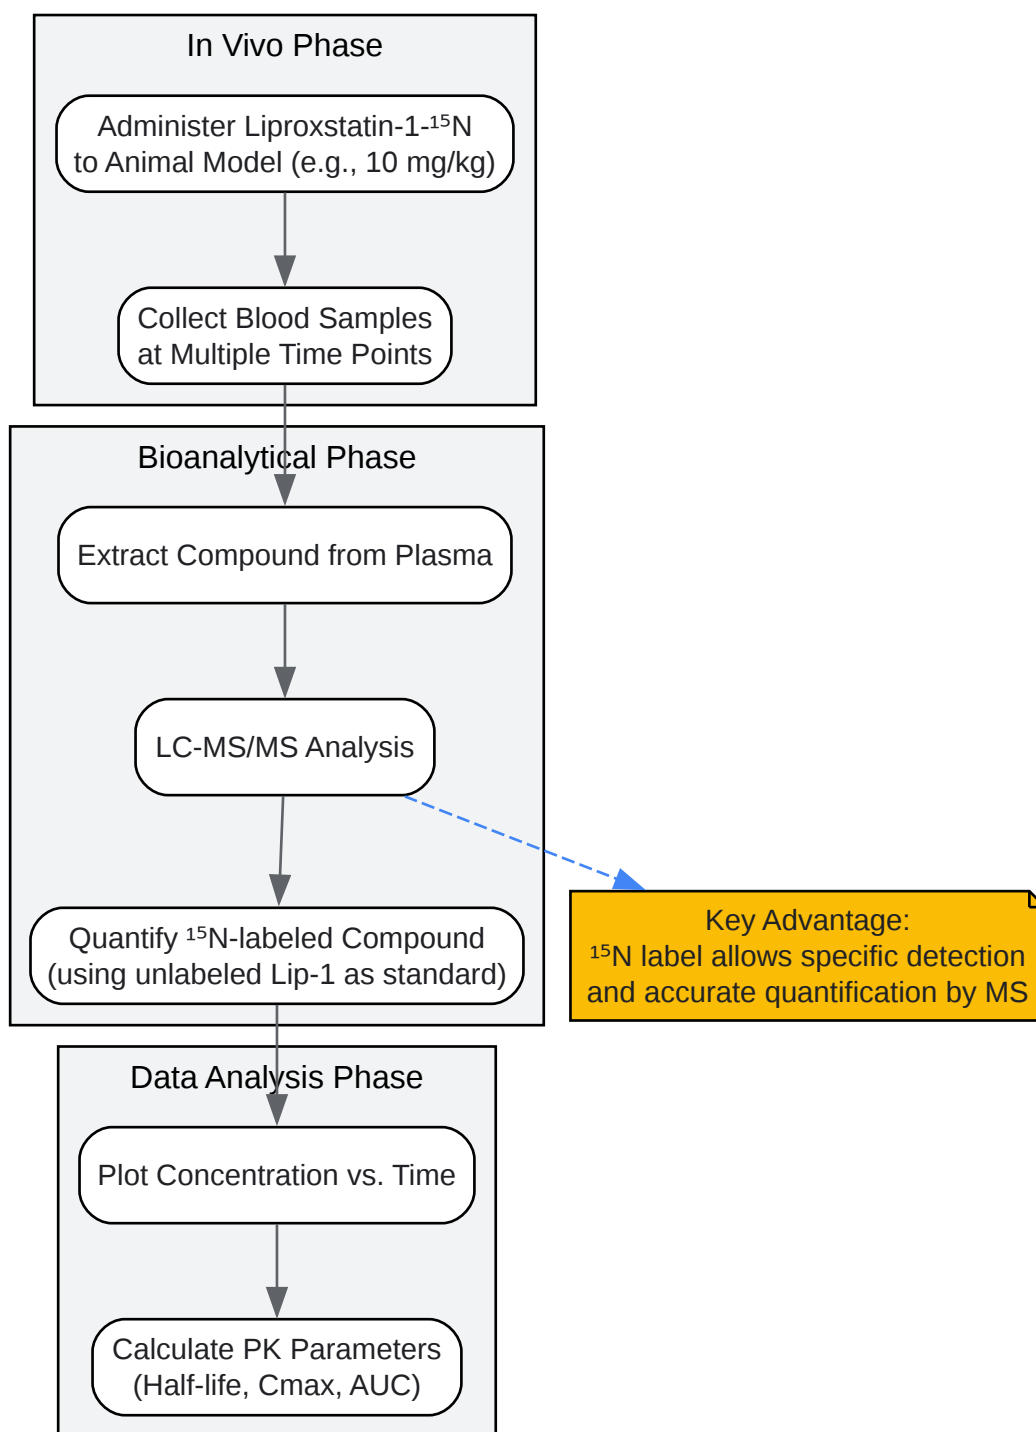 In Vivo Phase
Administer Liproxstatin-1-¹⁵N
to Animal Model (e.g., 10 mg/kg)
Collect Blood Samples
at Multiple Time Points
Bioanalytical Phase
Extract Compound from Plasma
LC-MS/MS Analysis
Quantify ¹⁵N-labeled Compound
(using unlabeled Lip-1 as standard)
Key Advantage:
¹⁵N label allows specific detection
and accurate quantification by MS
Data Analysis Phase
Plot Concentration vs. Time
Calculate PK Parameters
(Half-life, Cmax, AUC)